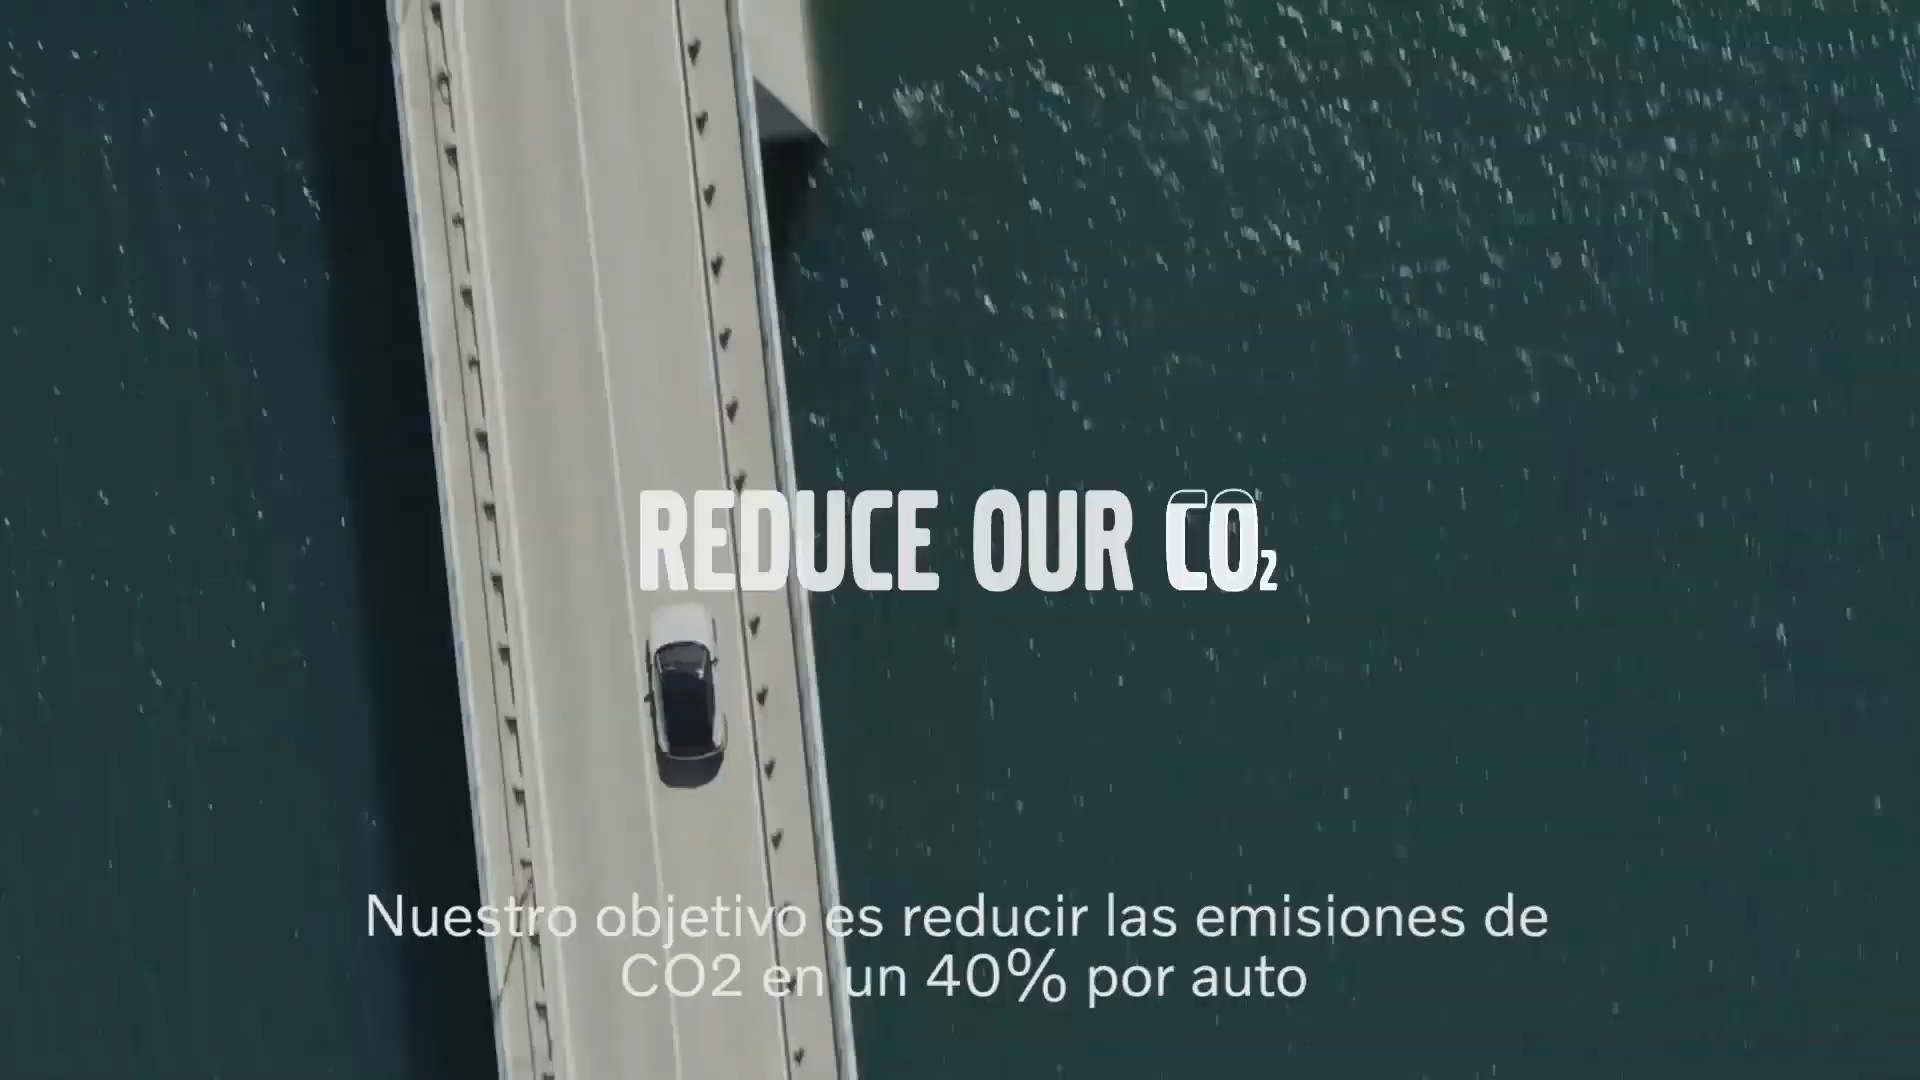 REDUCE OUR CO₂
Nuestro objetivo es reducir las emisiones de
CO2 en un 40% por auto